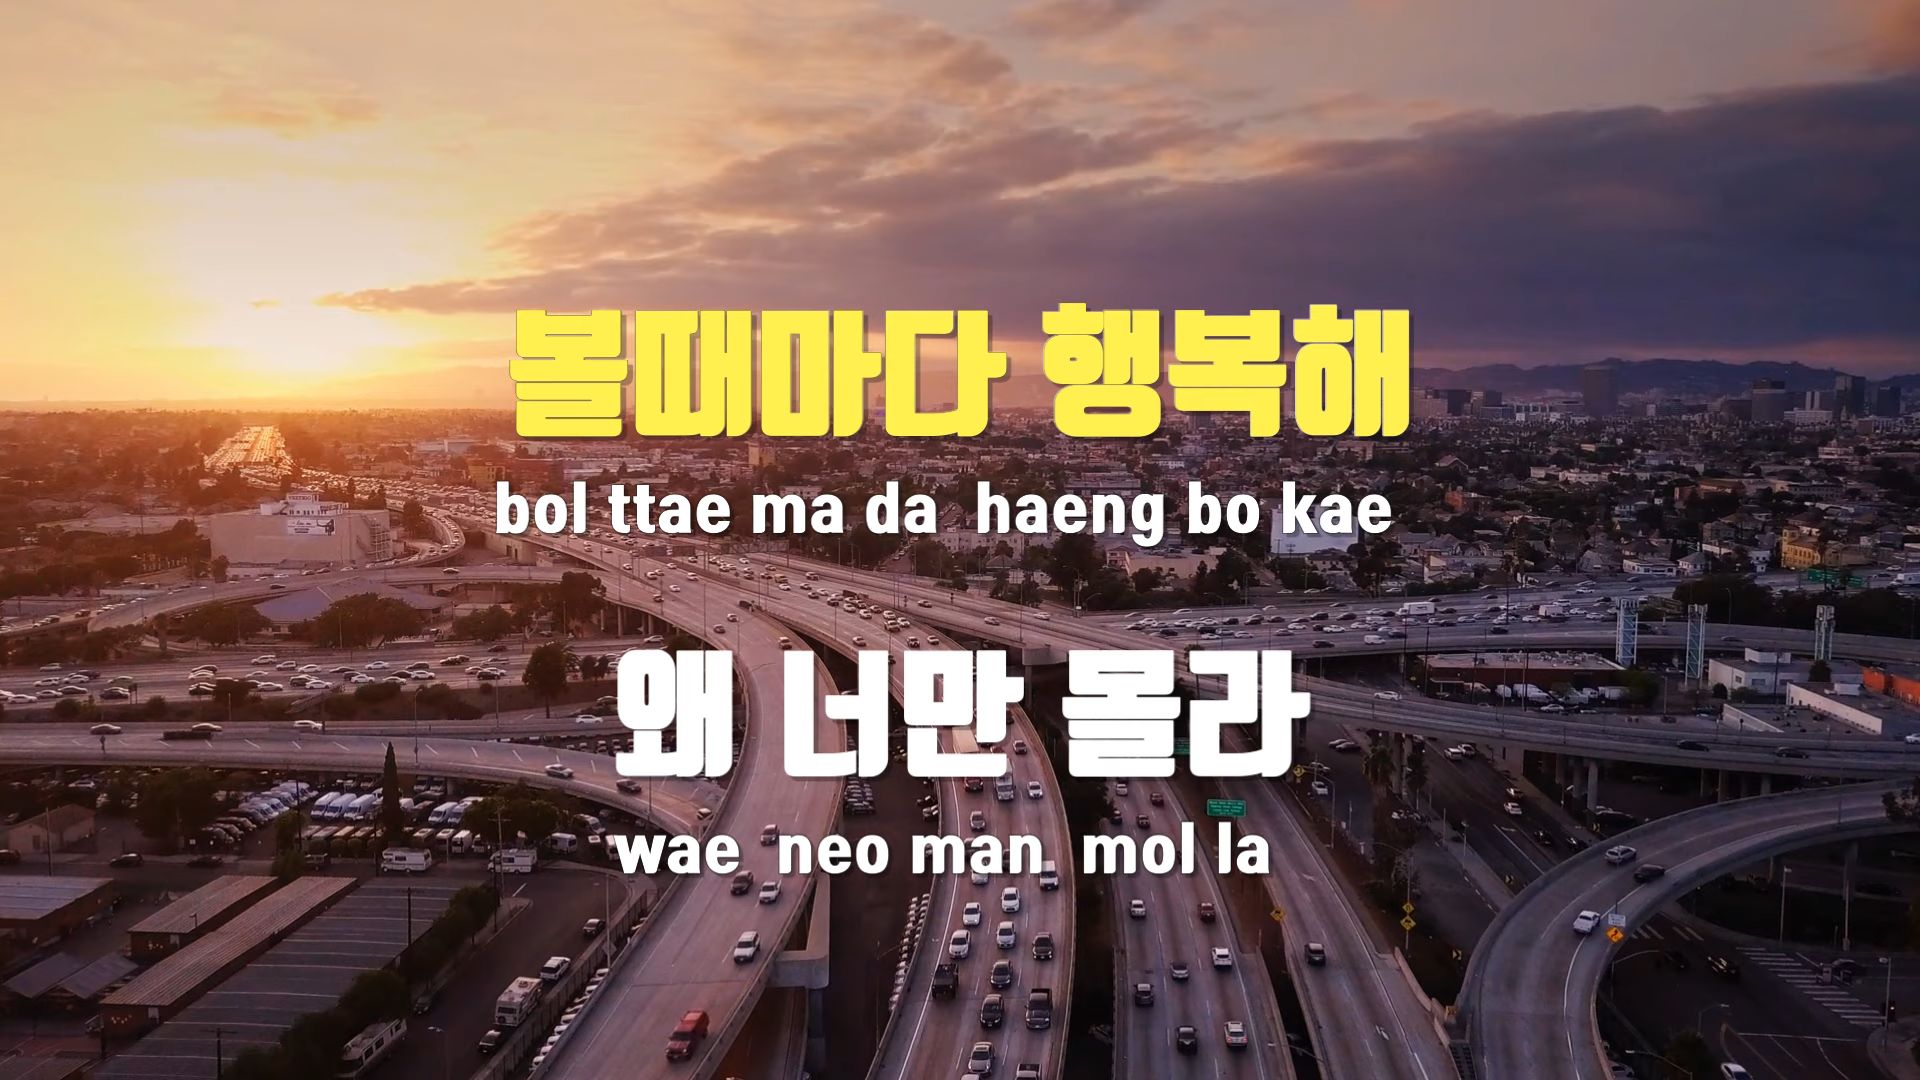 볼때마다 행복해
bol ttae ma da haeng bo kae
왜 너만 몰라
wae neo man mol la